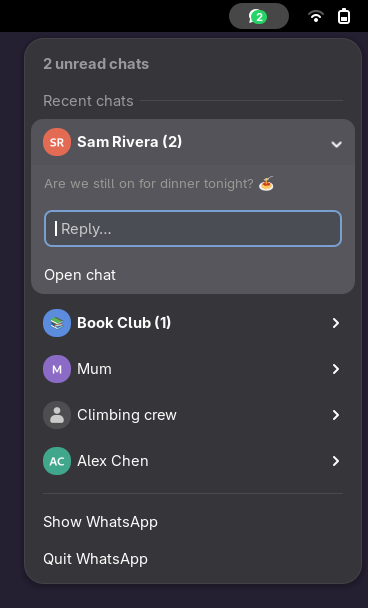 2
2 unread chats
Recent chats
SR Sam Rivera (2)
Are we still on for dinner tonight? 🍝
Reply...
Open chat
📚 Book Club (1)
M Mum
Climbing crew
AC Alex Chen
Show WhatsApp
Quit WhatsApp